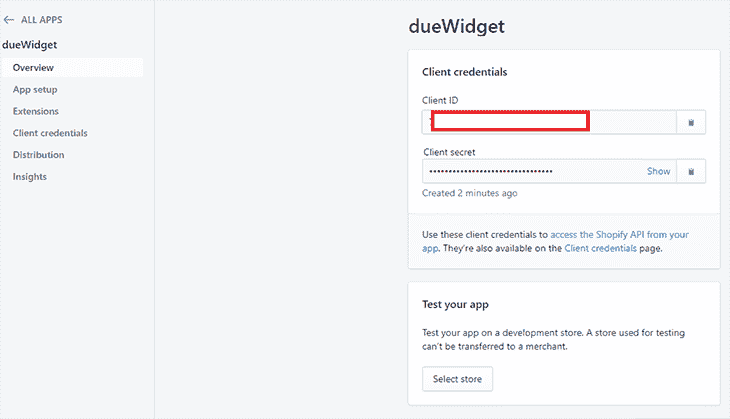 ALL APPS
dueWidget
Overview
App setup
Extensions
Client credentials
Distribution
Insights
dueWidget
Client credentials
Client ID
Client secret
•••••••••••••••••••••••••••••••• Show
Created 2 minutes ago
Use these client credentials to access the Shopify API from your
app. They're also available on the Client credentials page.
Test your app
Test your app on a development store. A store used for testing
can't be transferred to a merchant.
Select store